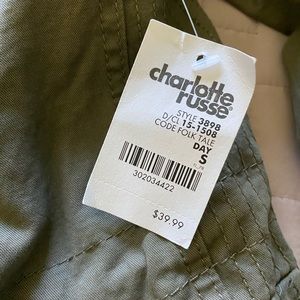 charlotte
russe®
STYLE 3898
D/CL 15-1508
CODE FOLK TALE
DAY
S
302034422
$39.99